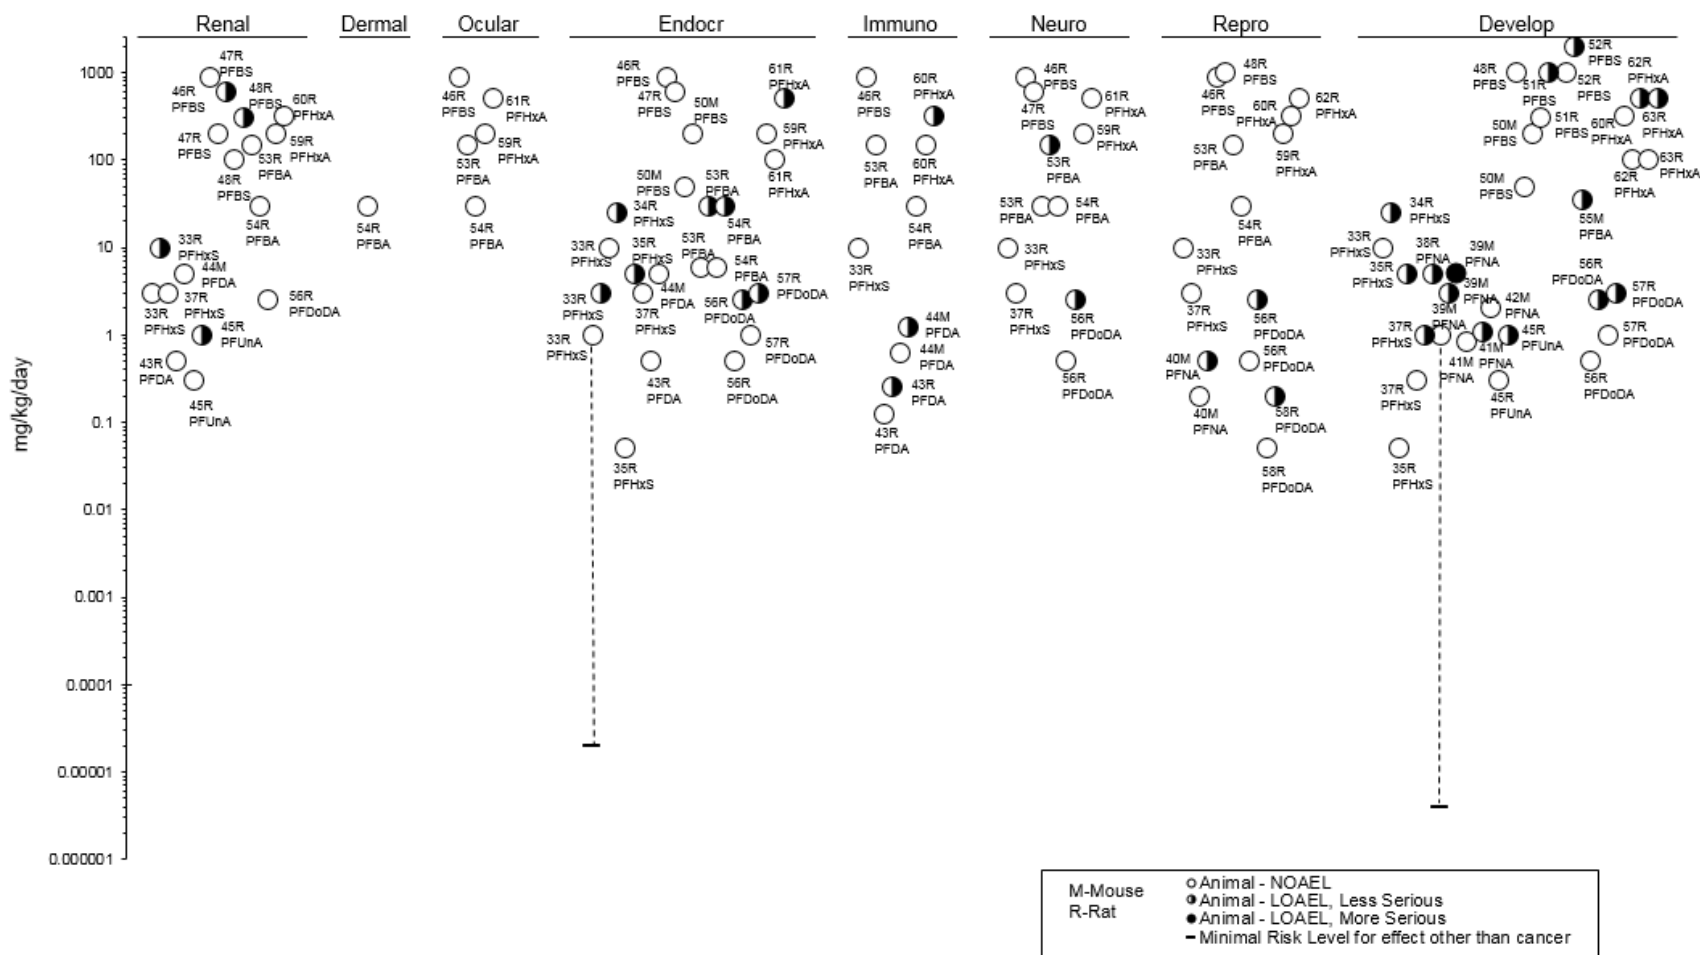 Renal
Dermal
Ocular
Endocr
Immuno
Neuro
Repro
Develop
mg/kg/day
1000
100
10
1
0.1
0.01
0.001
0.0001
0.00001
0.000001
47R
PFBS
46R
PFBS
48R
PFBS
60R
PFHxA
47R
PFBS
59R
PFHxA
53R
PFBA
48R
PFBS
54R
PFBA
33R
PFHxS
44M
PFDA
37R
PFHxS
33R
PFHxS
56R
PFDoDA
45R
PFUnA
43R
PFDA
45R
PFUnA
54R
PFBA
46R
PFBS
61R
PFHxA
59R
PFHxA
53R
PFBA
54R
PFBA
46R
PFBS
47R
PFBS
50M
PFBS
61R
PFHxA
59R
PFHxA
61R
PFHxA
50M
PFBS
53R
PFBA
34R
PFHxS
54R
PFBA
33R
PFHxS
35R
PFHxS
53R
PFBA
54R
PFBA
44M
PFDA
57R
PFDoDA
33R
PFHxS
37R
PFHxS
56R
PFDoDA
33R
PFHxS
57R
PFDoDA
43R
PFDA
56R
PFDoDA
35R
PFHxS
46R
PFBS
60R
PFHxA
53R
PFBA
60R
PFHxA
54R
PFBA
33R
PFHxS
44M
PFDA
44M
PFDA
43R
PFDA
43R
PFDA
46R
PFBS
47R
PFBS
61R
PFHxA
59R
PFHxA
53R
PFBA
53R
PFBA
54R
PFBA
33R
PFHxS
37R
PFHxS
56R
PFDoDA
56R
PFDoDA
48R
PFBS
46R
PFBS
62R
PFHxA
60R
PFHxA
53R
PFBA
59R
PFHxA
54R
PFBA
33R
PFHxS
37R
PFHxS
56R
PFDoDA
40M
PFNA
56R
PFDoDA
40M
PFNA
58R
PFDoDA
58R
PFDoDA
52R
PFBS
48R
PFBS
51R
PFBS
52R
PFBS
62R
PFHxA
51R
PFBS
60R
PFHxA
63R
PFHxA
50M
PFBS
63R
PFHxA
62R
PFHxA
50M
PFBS
55M
PFBA
34R
PFHxS
33R
PFHxS
38R
PFNA
39M
PFNA
35R
PFHxS
39M
PFNA
56R
PFDoDA
57R
PFDoDA
42M
PFNA
39M
PFNA
37R
PFHxS
41M
PFNA
45R
PFUnA
57R
PFDoDA
41M
PFNA
37R
PFHxS
45R
PFUnA
56R
PFDoDA
35R
PFHxS
M-Mouse
R-Rat
Animal - NOAEL
Animal - LOAEL, Less Serious
Animal - LOAEL, More Serious
Minimal Risk Level for effect other than cancer